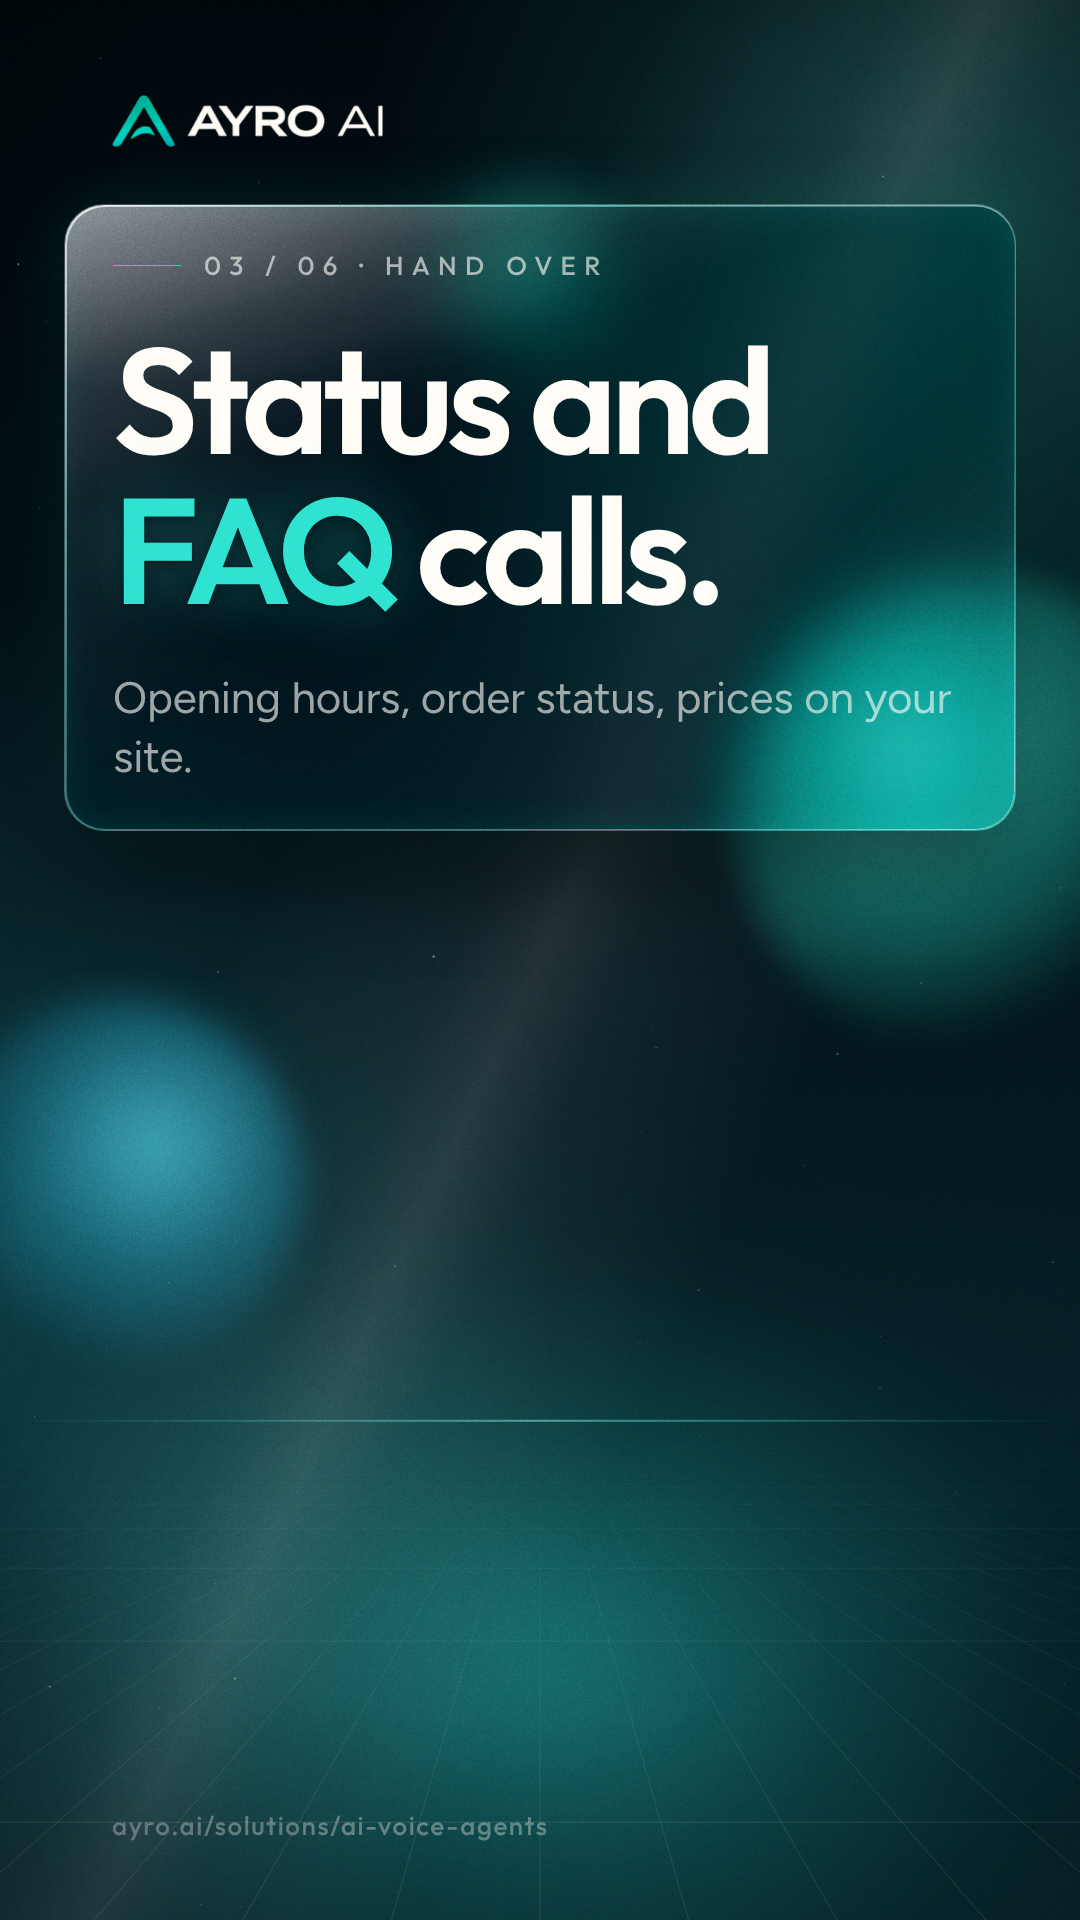 AYRO AI
03 / 06 · HAND OVER
Status and
FAQ calls.
Opening hours, order status, prices on your
site.
ayro.ai/solutions/ai-voice-agents